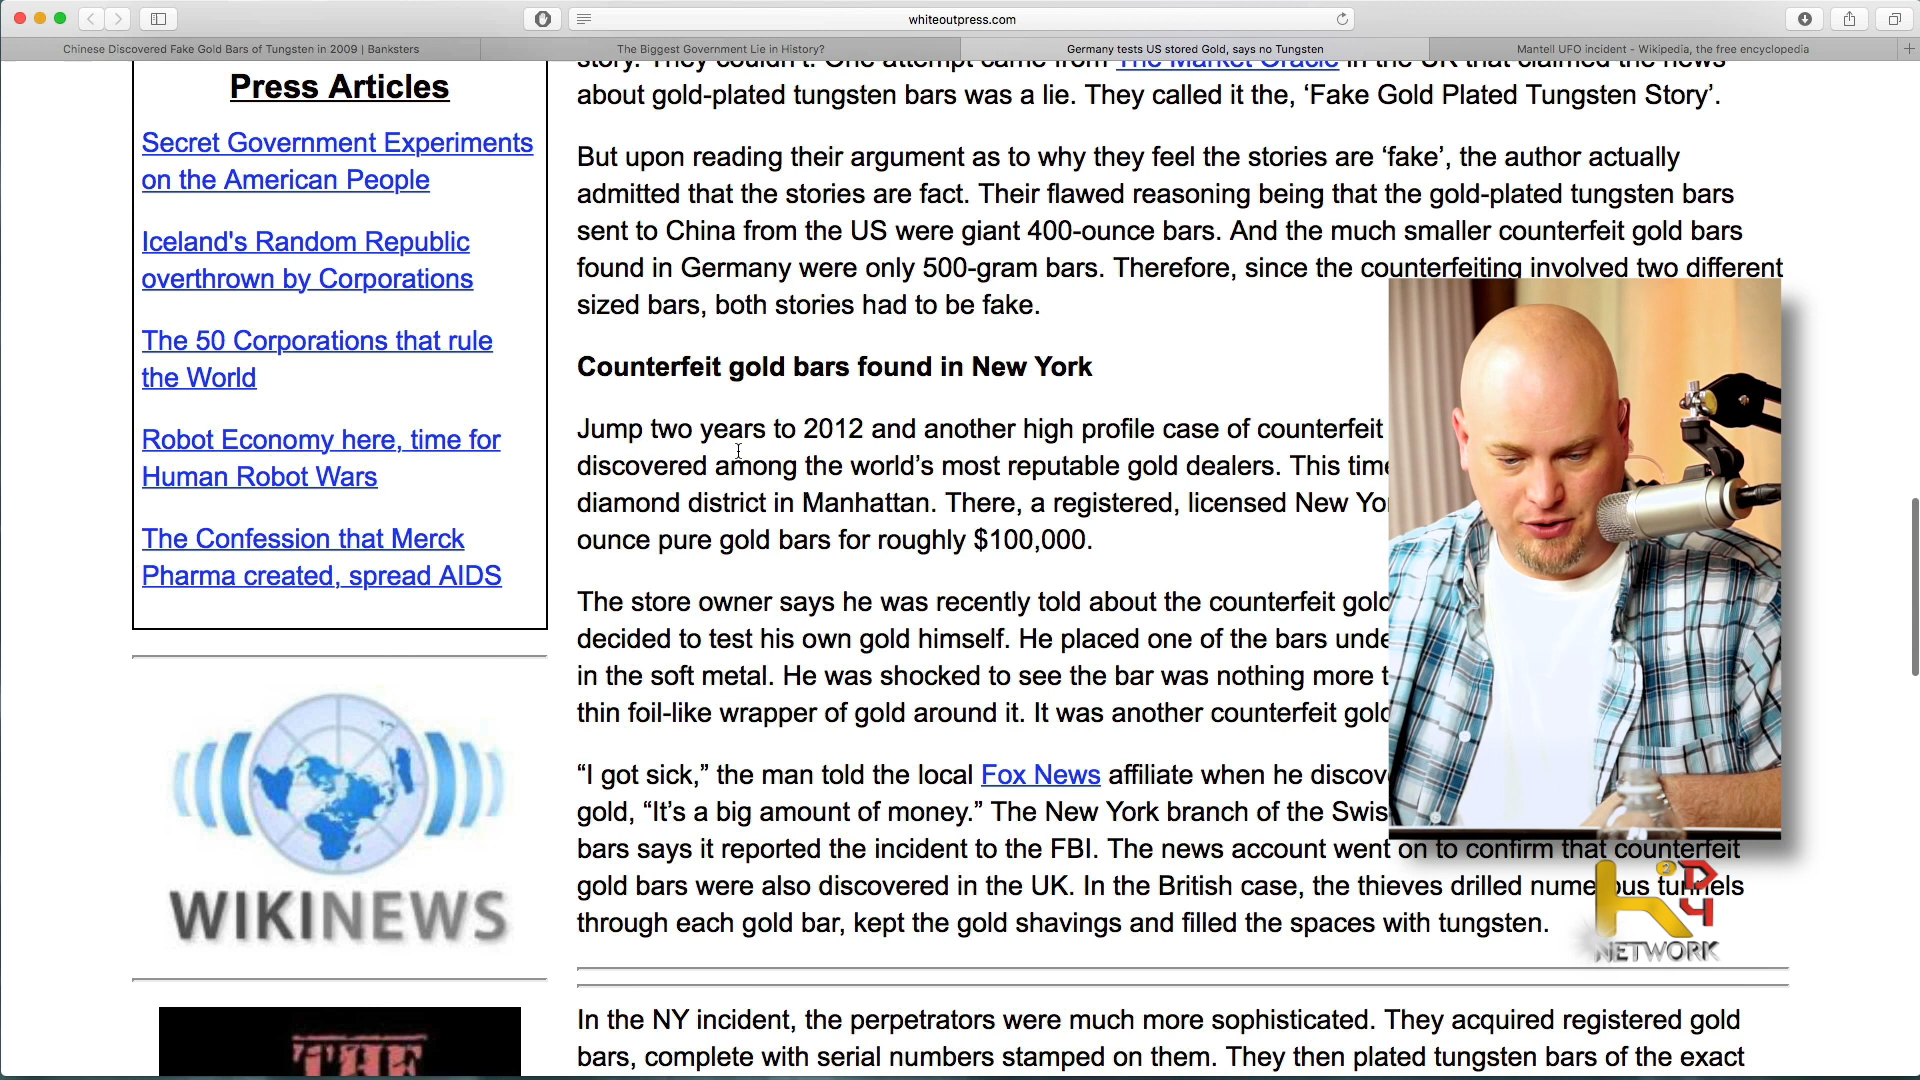 whiteoutpress.com
Chinese Discovered Fake Gold Bars of Tungsten in 2009 | Banksters
The Biggest Government Lie in History?
Germany tests US stored Gold, says no Tungsten
Mantell UFO incident - Wikipedia, the free encyclopedia
Press Articles
Secret Government Experiments
on the American People
Iceland's Random Republic
overthrown by Corporations
The 50 Corporations that rule
the World
Robot Economy here, time for
Human Robot Wars
The Confession that Merck
Pharma created, spread AIDS
WIKINEWS
THE
story. They couldn't. One attempt came from The Market Oracle in the UK that claimed the news
about gold-plated tungsten bars was a lie. They called it the, ‘Fake Gold Plated Tungsten Story’.
But upon reading their argument as to why they feel the stories are ‘fake’, the author actually
admitted that the stories are fact. Their flawed reasoning being that the gold-plated tungsten bars
sent to China from the US were giant 400-ounce bars. And the much smaller counterfeit gold bars
found in Germany were only 500-gram bars. Therefore, since the counterfeiting involved two different
sized bars, both stories had to be fake.
Counterfeit gold bars found in New York
Jump two years to 2012 and another high profile case of counterfeit
discovered among the world’s most reputable gold dealers. This time
diamond district in Manhattan. There, a registered, licensed New Yo
ounce pure gold bars for roughly $100,000.
The store owner says he was recently told about the counterfeit gold
decided to test his own gold himself. He placed one of the bars unde
in the soft metal. He was shocked to see the bar was nothing more t
thin foil-like wrapper of gold around it. It was another counterfeit gold
“I got sick,” the man told the local Fox News affiliate when he discov
gold, “It’s a big amount of money.” The New York branch of the Swis
bars says it reported the incident to the FBI. The news account went on to confirm that counterfeit
gold bars were also discovered in the UK. In the British case, the thieves drilled numerous tunnels
through each gold bar, kept the gold shavings and filled the spaces with tungsten.
NETWORK
In the NY incident, the perpetrators were much more sophisticated. They acquired registered gold
bars, complete with serial numbers stamped on them. They then plated tungsten bars of the exact